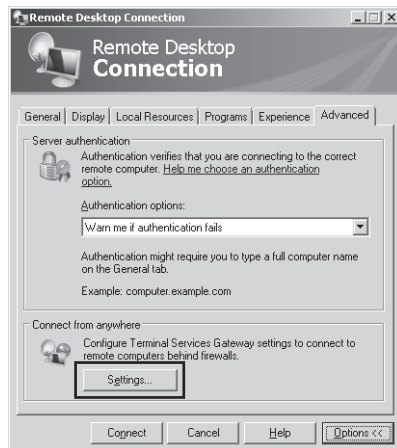 Remote Desktop Connection
Remote Desktop
Connection
General Display Local Resources Programs Experience Advanced
Server authentication
Authentication verifies that you are connecting to the correct
remote computer. Help me choose an authentication
option.
Authentication options:
Warn me if authentication fails
Authentication might require you to type a full computer name
on the General tab.
Example: computer.example.com
Connect from anywhere
Configure Terminal Services Gateway settings to connect to
remote computers behind firewalls.
Settings...
Connect Cancel Help Options <<